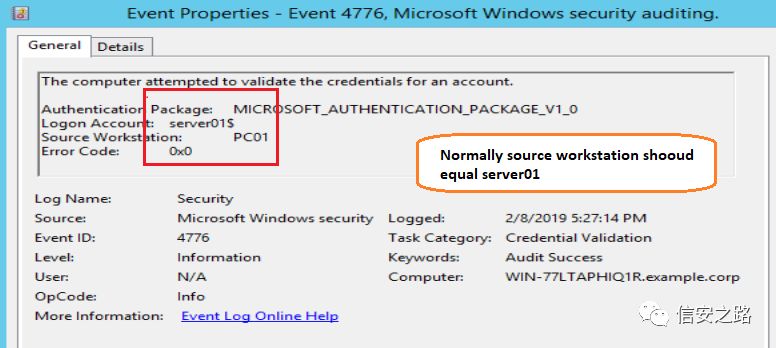 Event Properties - Event 4776, Microsoft Windows security auditing.
General Details
The computer attempted to validate the credentials for an account.
Authentication Package: MICROSOFT_AUTHENTICATION_PACKAGE_V1_0
Logon Account: server01$
Source Workstation: PC01
Error Code: 0x0
Normally source workstation shooud
equal server01
Log Name: Security
Source: Microsoft Windows security Logged: 2/8/2019 5:27:14 PM
Event ID: 4776 Task Category: Credential Validation
Level: Information Keywords: Audit Success
User: N/A Computer: WIN-77LTAPHIQ1R.example.corp
OpCode: Info
More Information: Event Log Online Help
信安之路